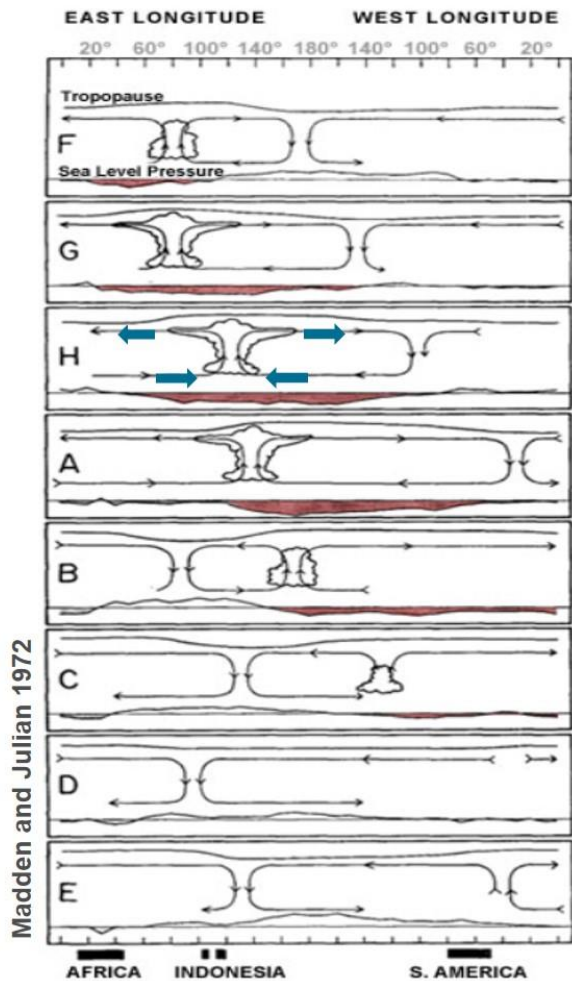 EAST LONGITUDE WEST LONGITUDE
20° 60° 100° 140° 180° 140° 100° 60° 20°
Tropopause
F
Sea Level Pressure
G
H
A
B
C
D
E
Madden and Julian 1972
AFRICA INDONESIA S. AMERICA